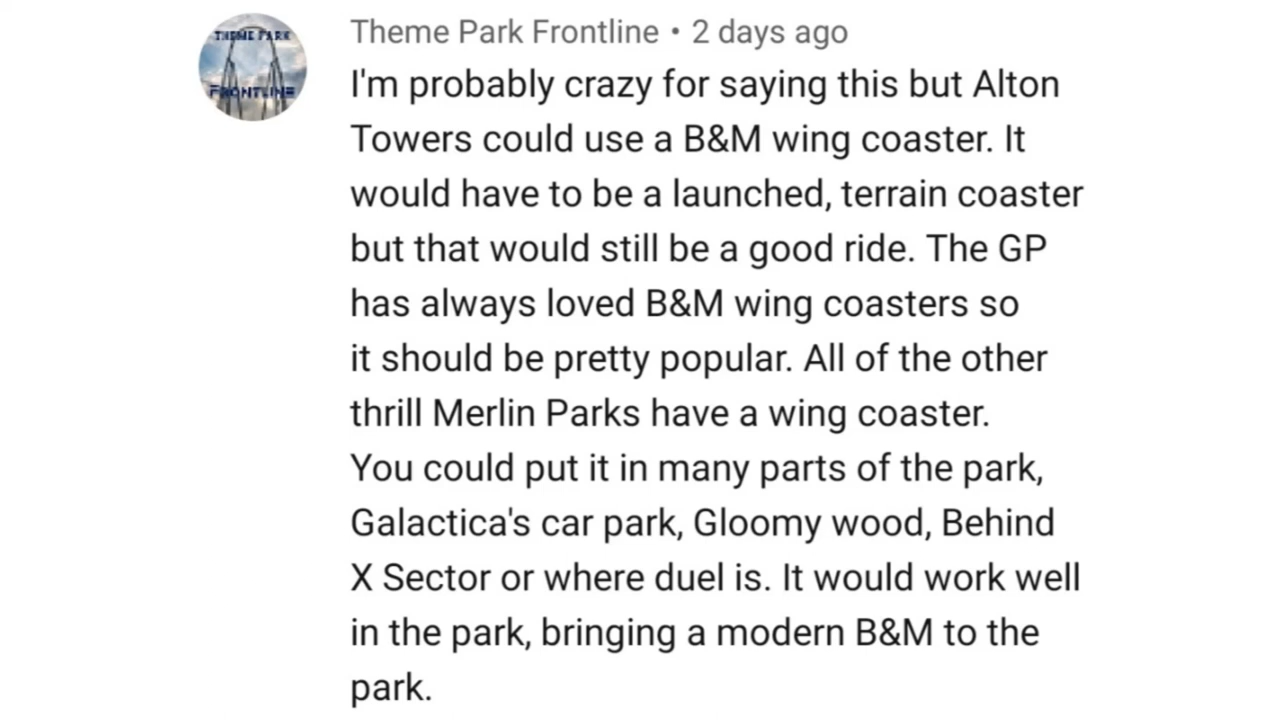 THEME PARK
FRONTLINE
Theme Park Frontline • 2 days ago
I'm probably crazy for saying this but Alton
Towers could use a B&M wing coaster. It
would have to be a launched, terrain coaster
but that would still be a good ride. The GP
has always loved B&M wing coasters so
it should be pretty popular. All of the other
thrill Merlin Parks have a wing coaster.
You could put it in many parts of the park,
Galactica's car park, Gloomy wood, Behind
X Sector or where duel is. It would work well
in the park, bringing a modern B&M to the
park.